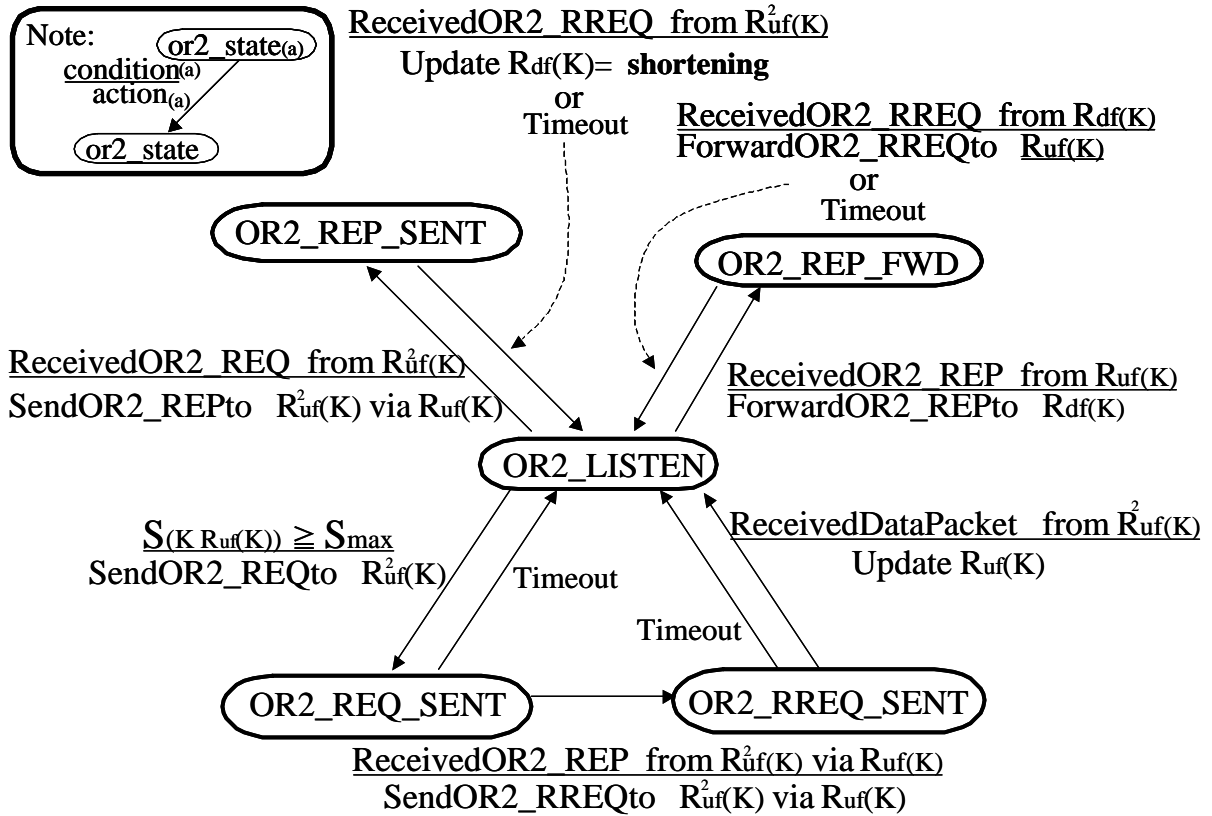 Note:
or2_state(a)
condition(a)
action(a)
or2_state
ReceivedOR2_RREQ from R²uf(K)
Update Rdf(K)= shortening
or
Timeout
ReceivedOR2_RREQ from Rdf(K)
ForwardOR2_RREQto Ruf(K)
or
Timeout
OR2_REP_SENT
OR2_REP_FWD
ReceivedOR2_REQ from R²uf(K)
SendOR2_REPto R²uf(K) via Ruf(K)
ReceivedOR2_REP from Ruf(K)
ForwardOR2_REPto Rdf(K)
OR2_LISTEN
S(K Ruf(K)) ≧ Smax
SendOR2_REQto R²uf(K)
Timeout
ReceivedDataPacket from R²uf(K)
Update Ruf(K)
Timeout
OR2_REQ_SENT
OR2_RREQ_SENT
ReceivedOR2_REP from R²uf(K) via Ruf(K)
SendOR2_RREQto R²uf(K) via Ruf(K)